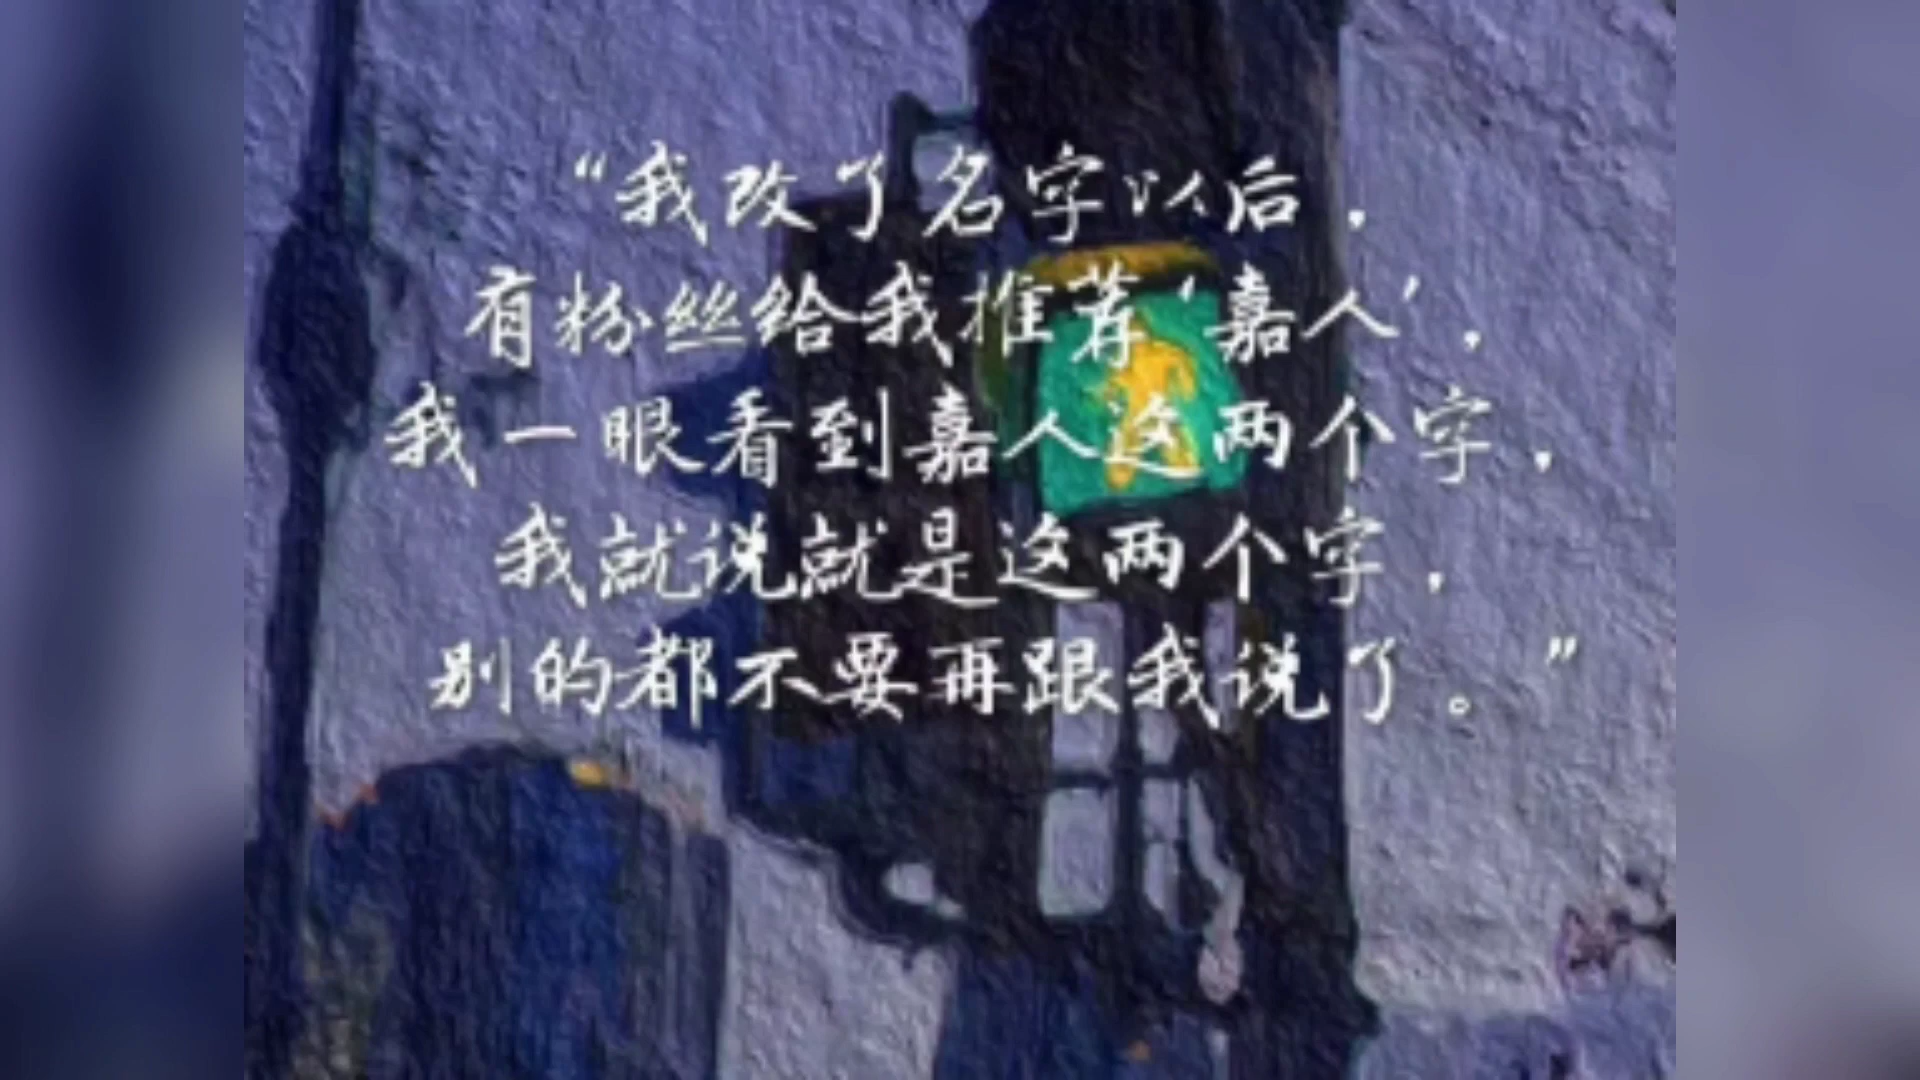 “我改了名字以后，
有粉丝给我推荐‘嘉人’，
我一眼看到嘉人这两个字，
我就说就是这两个字，
别的都不要再跟我说了。”